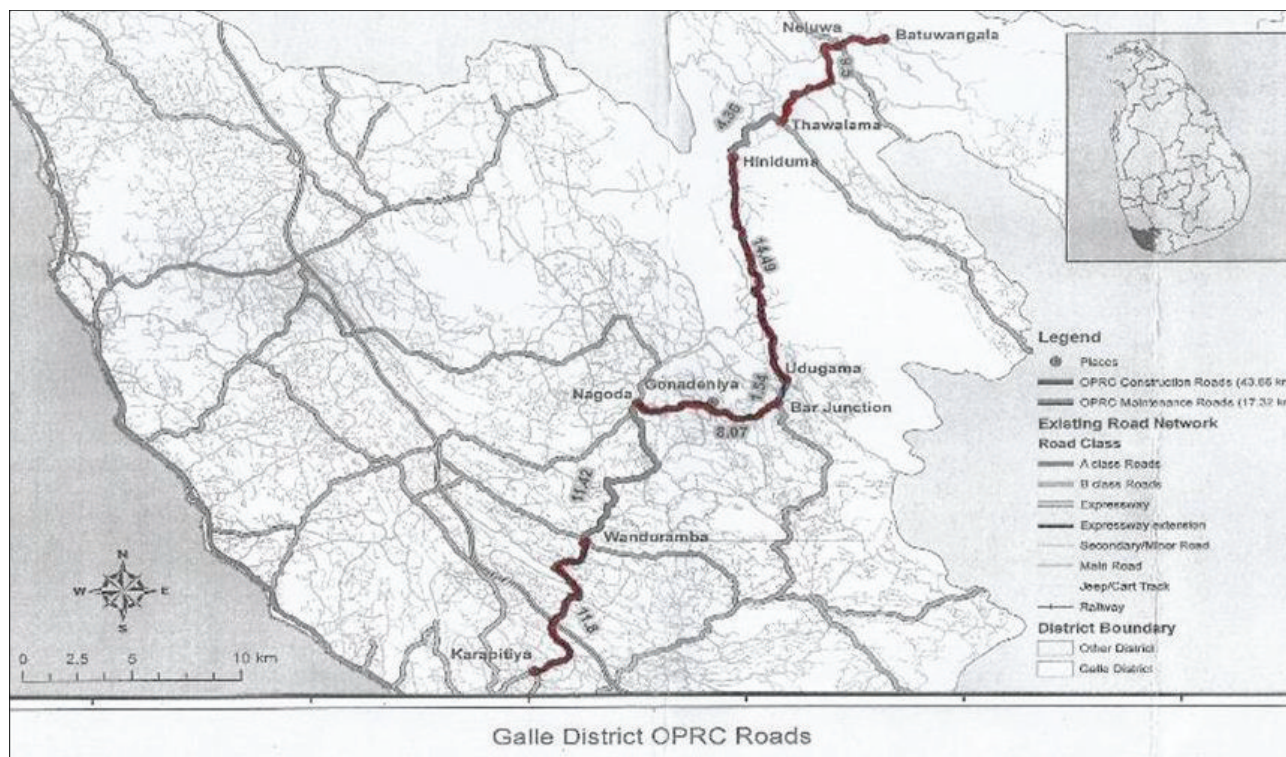 Neluwa
Batuwangala
Thawalama
4.36
Hiniduma
14.49
Udugama
Gonadeniya
Nagoda
1.54
Bar Junction
8.07
11.42
Wanduramba
11.8
Karapitiya
N
W E
S
0 2.5 5 10 km
Legend
Places
OPRC Construction Roads (43.66 km
OPRC Maintenance Roads (17.32 km
Existing Road Network
Road Class
A class Roads
B class Roads
Expressway
Expressway extension
Secondary/Minor Road
Main Road
Jeep/Cart Track
Railway
District Boundary
Other District
Galle District
Galle District OPRC Roads